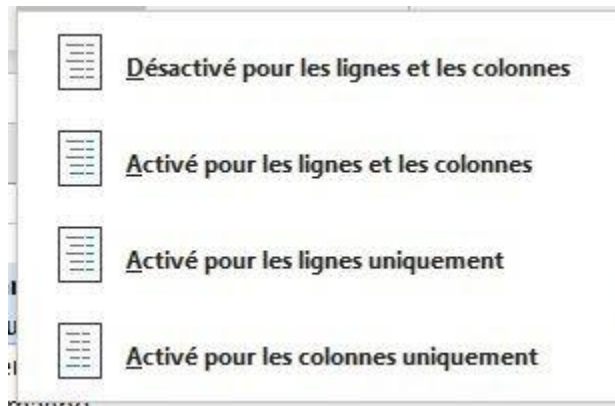 Désactivé pour les lignes et les colonnes
Activé pour les lignes et les colonnes
Activé pour les lignes uniquement
Activé pour les colonnes uniquement